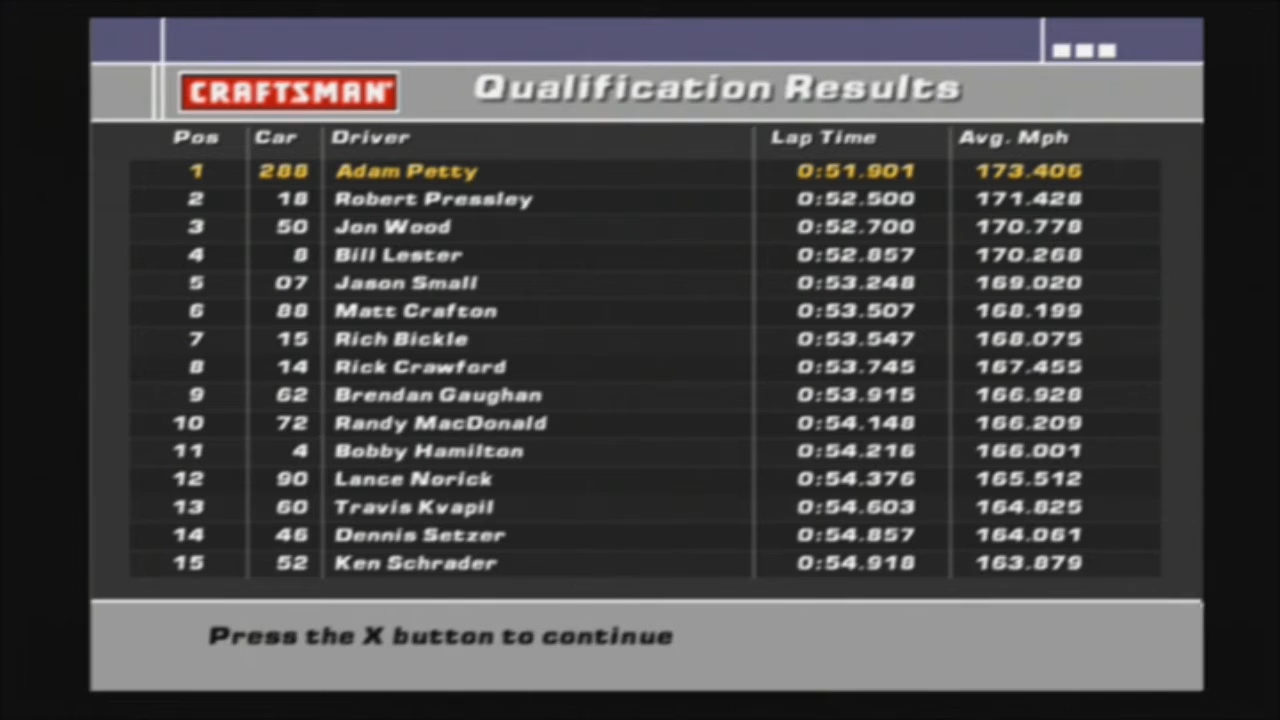 CRAFTSMAN Qualification Results
Pos Car Driver Lap Time Avg. Mph
1 288 Adam Petty 0:51.901 173.406
2 18 Robert Pressley 0:52.500 171.428
3 50 Jon Wood 0:52.700 170.778
4 8 Bill Lester 0:52.857 170.268
5 07 Jason Small 0:53.248 169.020
6 88 Matt Crafton 0:53.507 168.199
7 15 Rich Bickle 0:53.547 168.075
8 14 Rick Crawford 0:53.745 167.455
9 62 Brendan Gaughan 0:53.915 166.928
10 72 Randy MacDonald 0:54.148 166.209
11 4 Bobby Hamilton 0:54.216 166.001
12 90 Lance Norick 0:54.376 165.512
13 60 Travis Kvapil 0:54.603 164.825
14 46 Dennis Setzer 0:54.857 164.061
15 52 Ken Schrader 0:54.918 163.879
Press the X button to continue